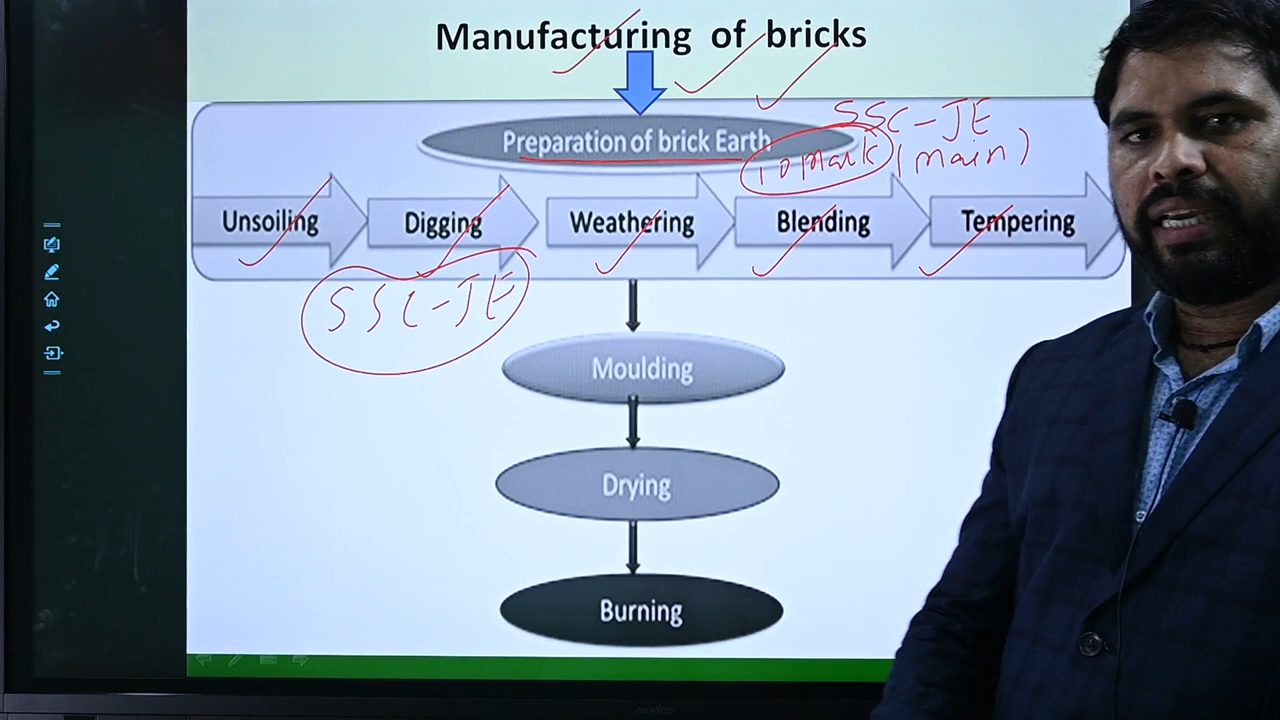 Manufacturing of bricks
SSC-JE
Preparation of brick Earth
10 mark (main)
Unsoiling Digging Weathering Blending Tempering
SSC-JE
Moulding
Drying
Burning